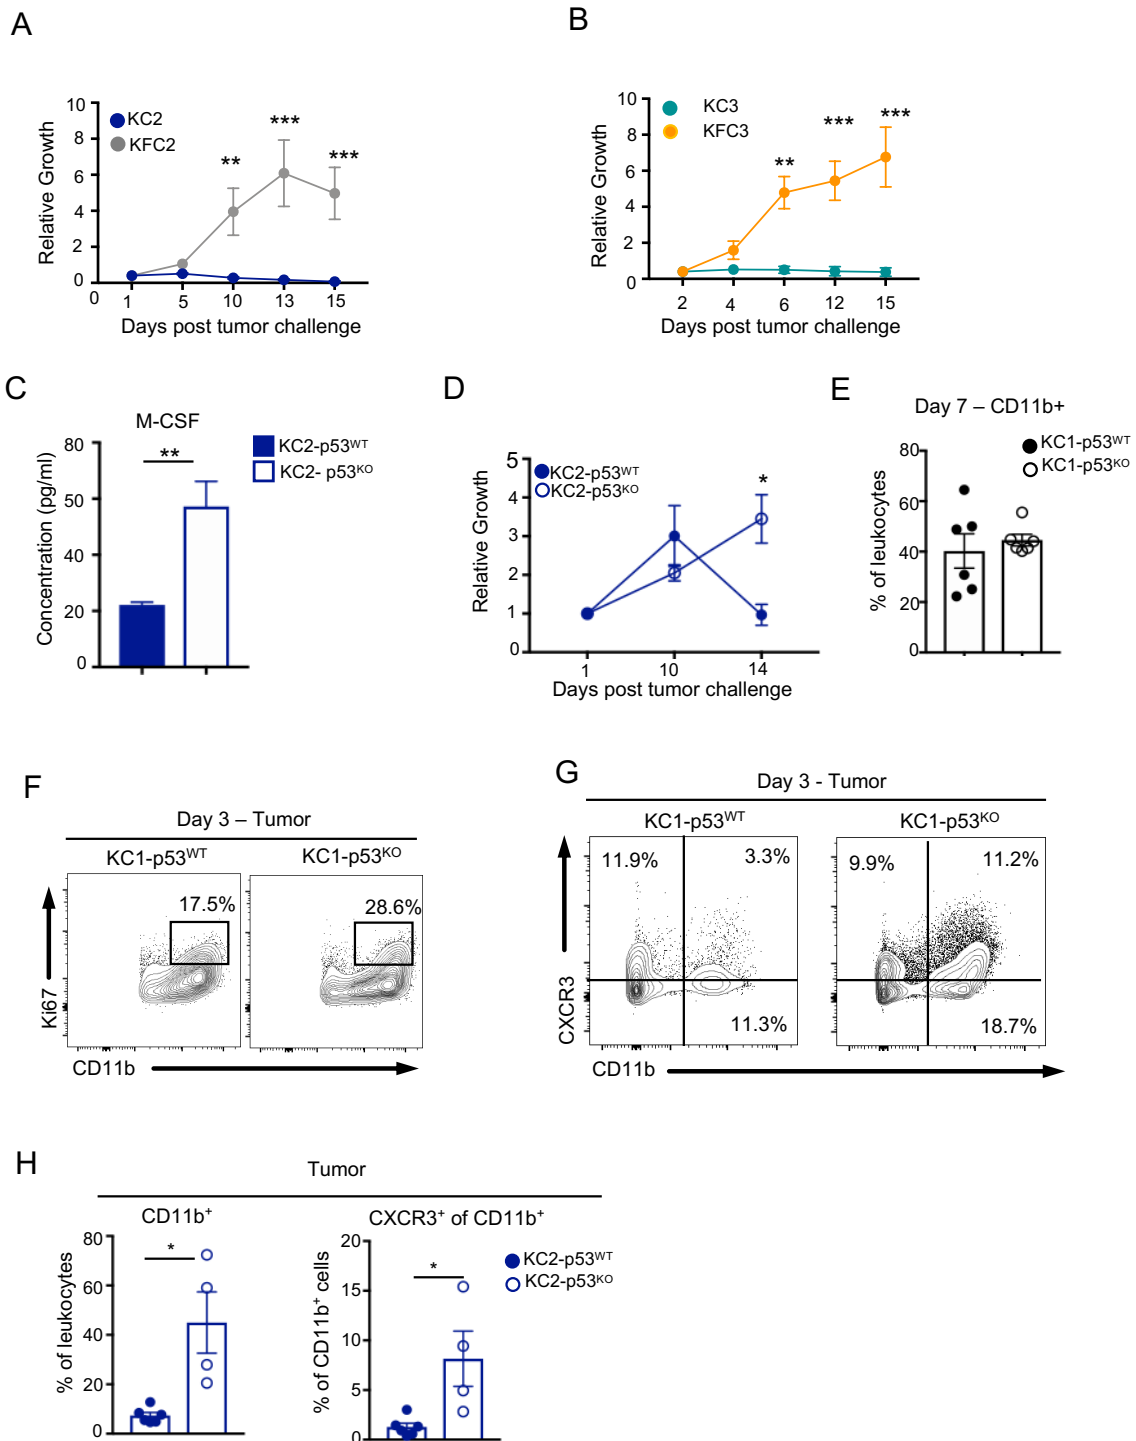 A
B
KC2
KFC2
Relative Growth
10
8
6
4
2
0
0
**
***
***
1 5 10 13 15
Days post tumor challenge
KC3
KFC3
Relative Growth
10
8
6
4
2
0
**
***
***
2 4 6 12 15
Days post tumor challenge
C
M-CSF
Concentration (pg/ml)
80
60
40
20
0
**
KC2-p53WT
KC2- p53KO
D
Relative Growth
5
4
3
2
1
0
KC2-p53WT
KC2-p53KO
*
1 10 14
Days post tumor challenge
E
Day 7 – CD11b+
% of leukocytes
80
60
40
20
0
KC1-p53WT
KC1-p53KO
F
Day 3 – Tumor
KC1-p53WT KC1-p53KO
17.5% 28.6%
Ki67
CD11b
G
Day 3 - Tumor
KC1-p53WT KC1-p53KO
11.9% 3.3% 9.9% 11.2%
11.3% 18.7%
CXCR3
CD11b
H
Tumor
CD11b+
% of leukocytes
80
60
40
20
0
*
CXCR3+ of CD11b+
% of CD11b+ cells
20
15
10
5
0
*
KC2-p53WT
KC2-p53KO